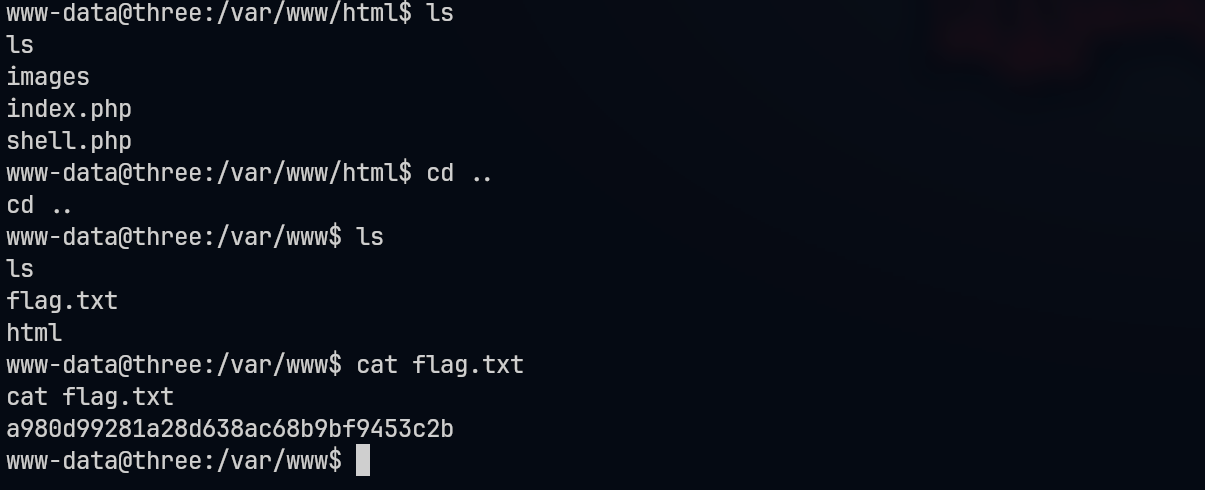 www-data@three:/var/www/html$ ls
ls
images
index.php
shell.php
www-data@three:/var/www/html$ cd ..
cd ..
www-data@three:/var/www$ ls
ls
flag.txt
html
www-data@three:/var/www$ cat flag.txt
cat flag.txt
a980d99281a28d638ac68b9bf9453c2b
www-data@three:/var/www$